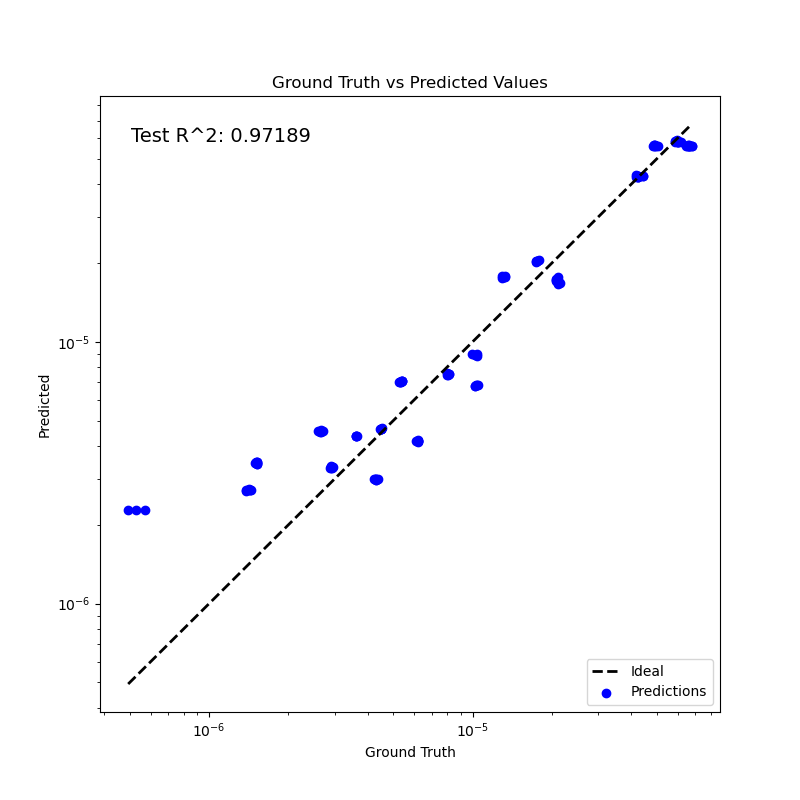 Ground Truth vs Predicted Values
Test R^2: 0.97189
Predicted
10⁻⁵
10⁻⁶
Ideal
Predictions
10⁻⁶
10⁻⁵
Ground Truth